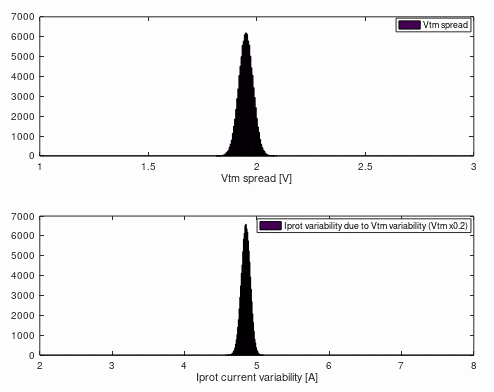 7000
6000
5000
4000
3000
2000
1000
0
Vtm spread
1 1.5 2 2.5 3
Vtm spread [V]
7000
6000
5000
4000
3000
2000
1000
0
Iprot variability due to Vtm variability (Vtm x0.2)
2 3 4 5 6 7 8
Iprot current variability [A]